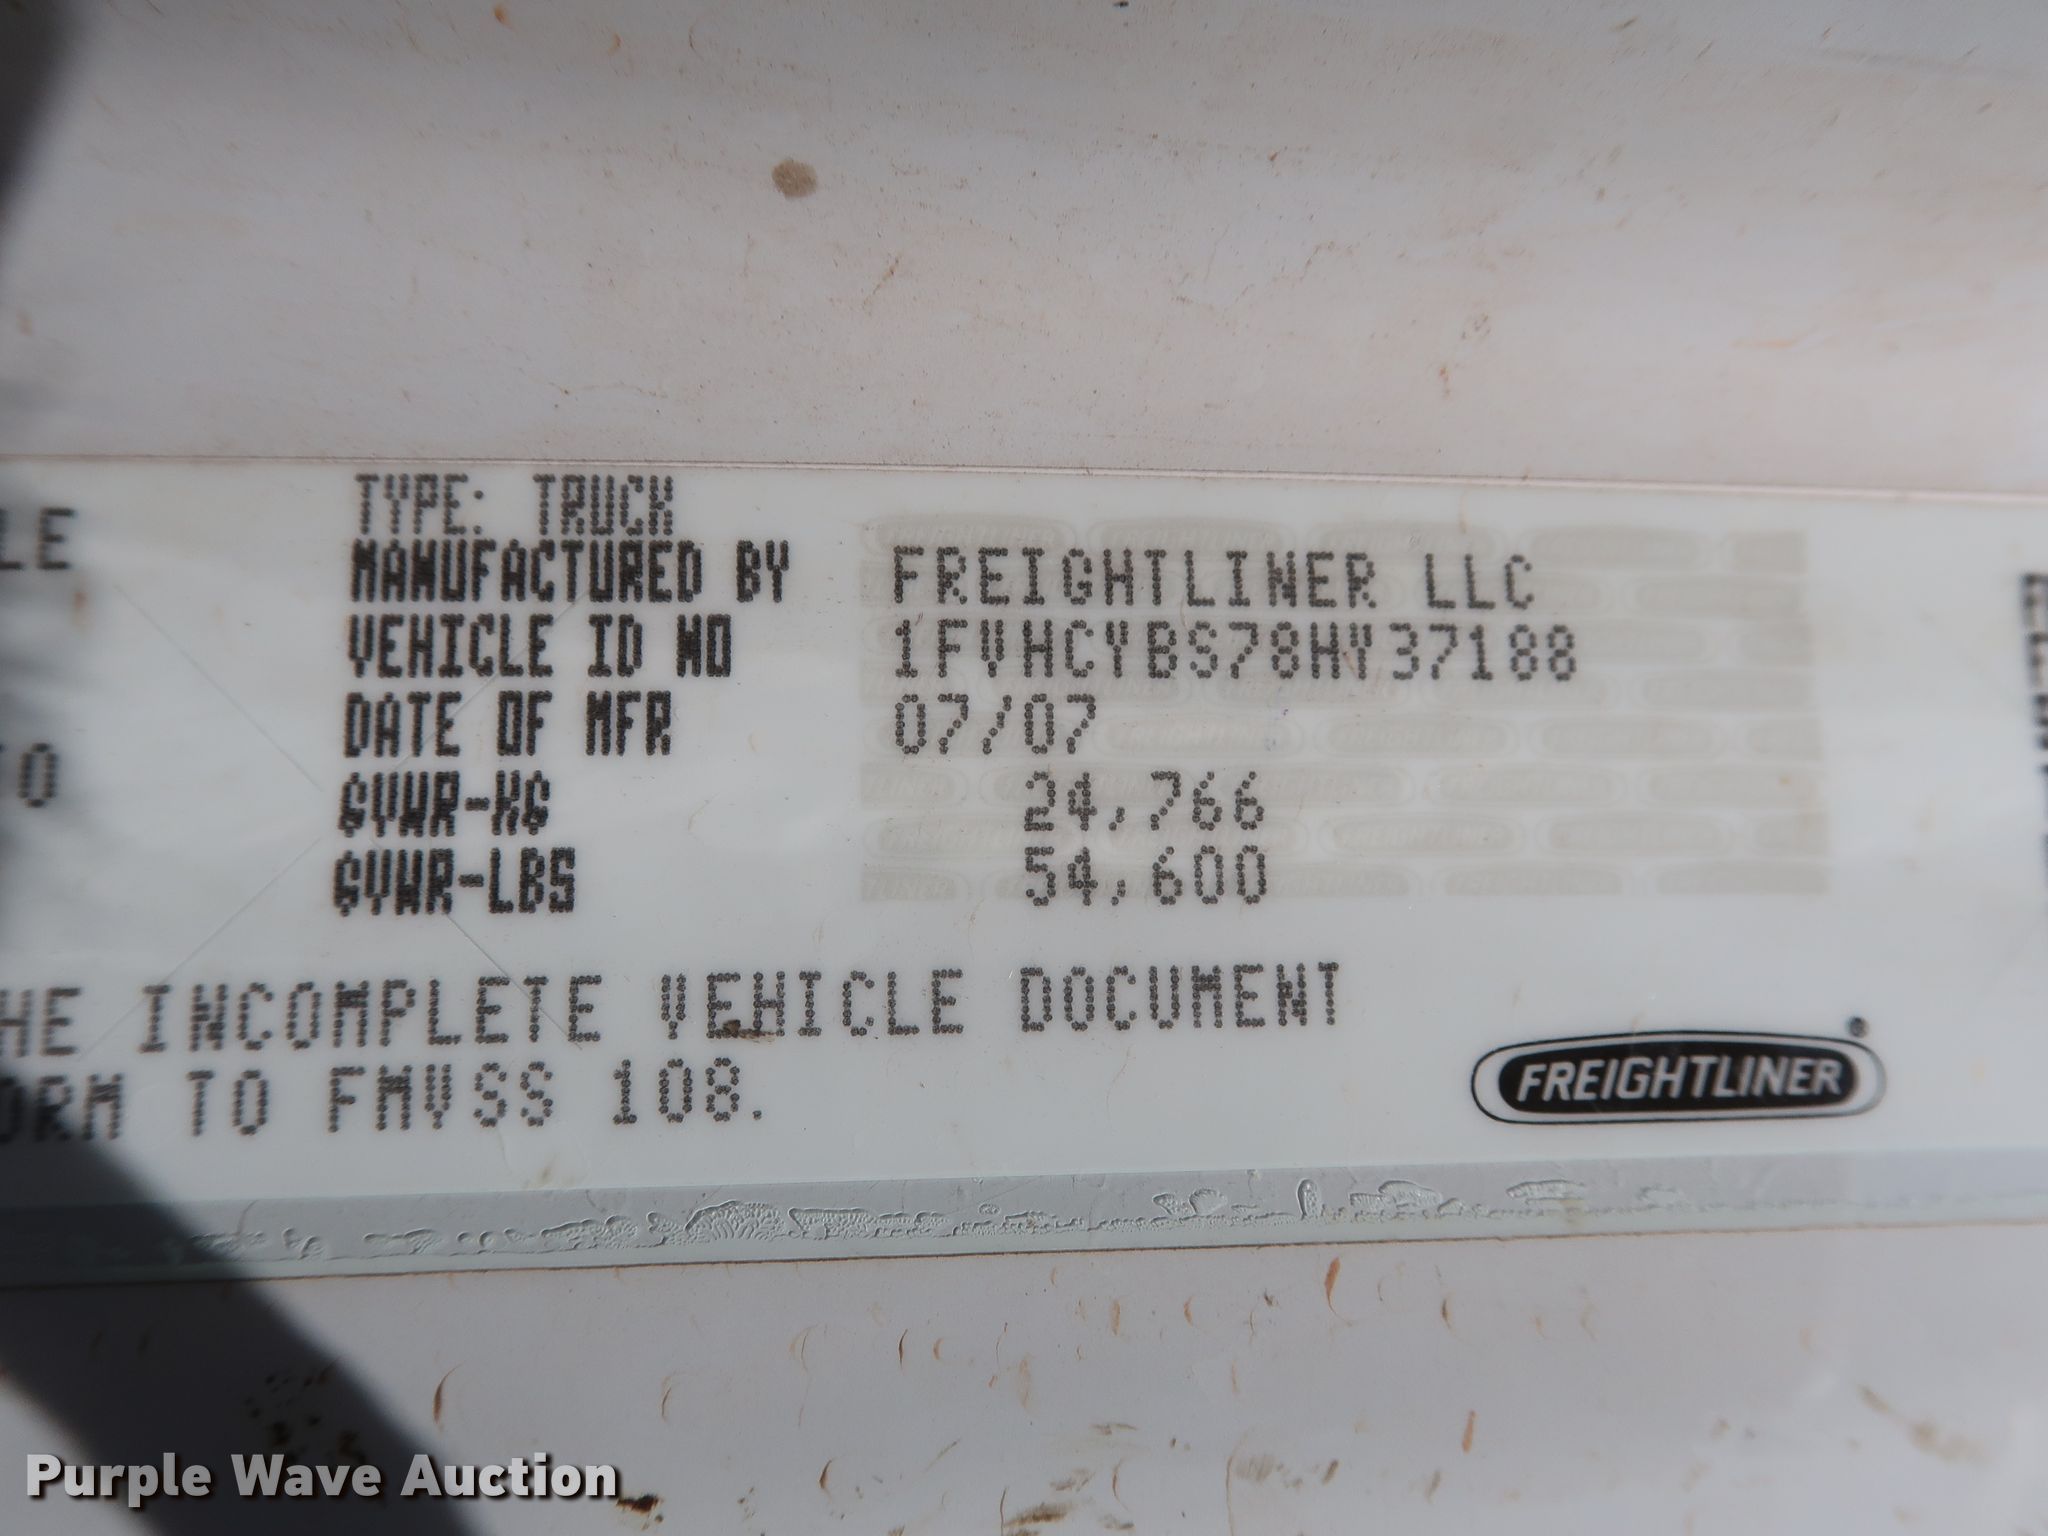 LE
TYPE: TRUCK
MANUFACTURED BY FREIGHTLINER LLC
VEHICLE ID NO 1FVHCYBS78HY37188
DATE OF MFR 07/07
GVWR-KG 24,766
GVWR-LBS 54,600
HE INCOMPLETE VEHICLE DOCUMENT
ORM TO FMVSS 108.
FREIGHTLINER
Purple Wave Auction